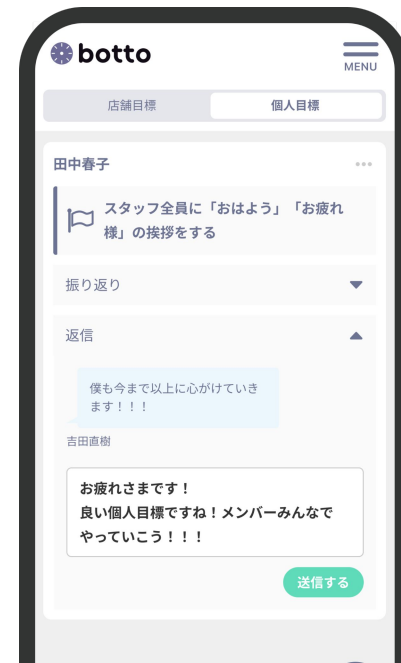 botto
MENU
店舗目標
個人目標
田中春子
スタッフ全員に「おはよう」「お疲れ
様」の挨拶をする
振り返り
返信
僕も今まで以上に心がけていき
ます！！！
吉田直樹
お疲れさまです！
良い個人目標ですね！メンバーみんなで
やっていこう！！！
送信する